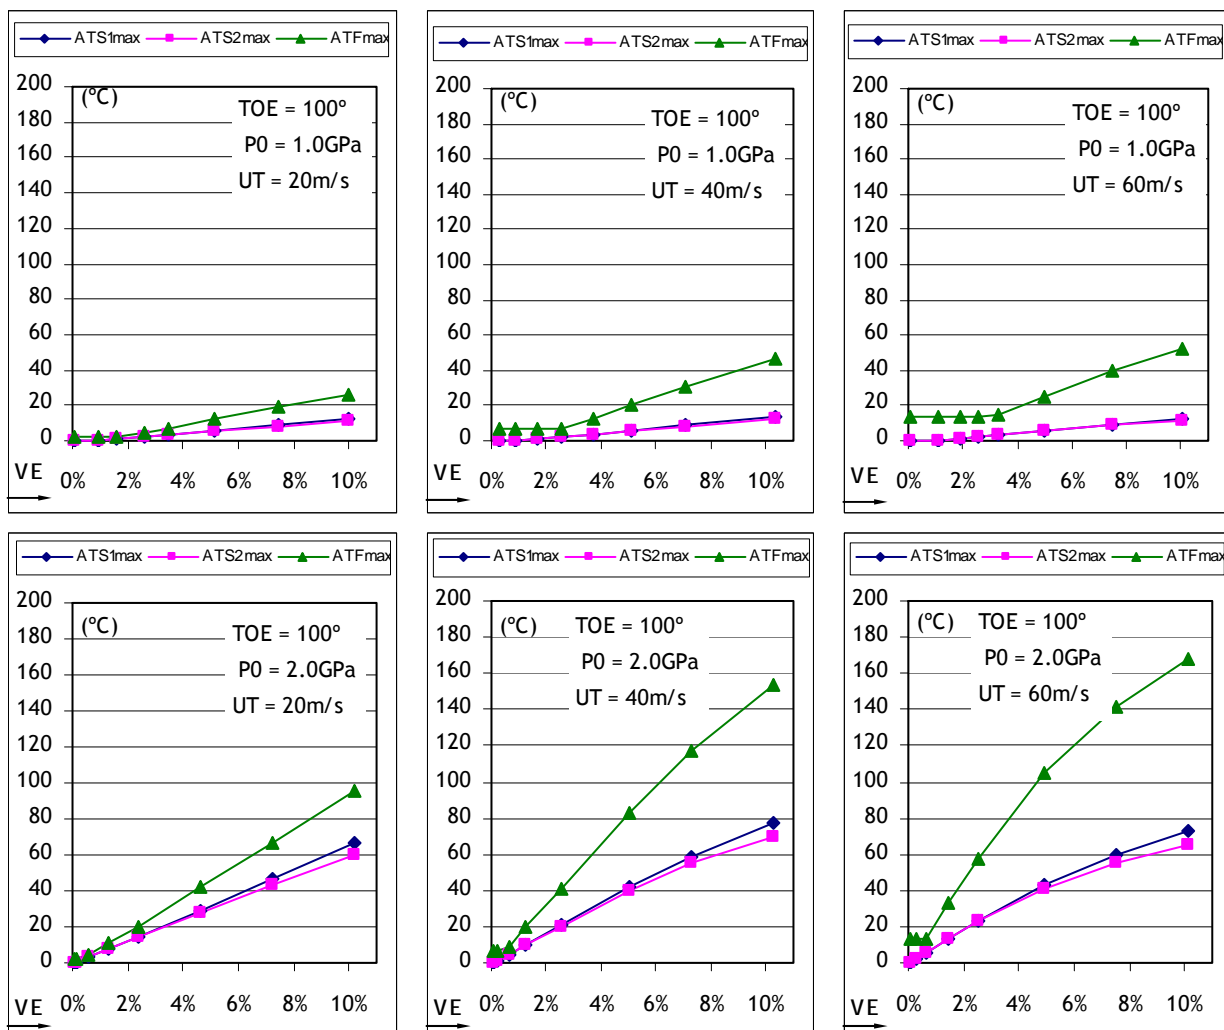 ATS1max ATS2max ATFmax
(ºC)
TOE = 100º
P0 = 1.0GPa
UT = 20m/s
200
180
160
140
120
100
80
60
40
20
0
VE
0% 2% 4% 6% 8% 10%
ATS1max ATS2max ATFmax
(ºC)
TOE = 100º
P0 = 1.0GPa
UT = 40m/s
200
180
160
140
120
100
80
60
40
20
0
VE
0% 2% 4% 6% 8% 10%
ATS1max ATS2max ATFmax
(ºC)
TOE = 100º
P0 = 1.0GPa
UT = 60m/s
200
180
160
140
120
100
80
60
40
20
0
VE
0% 2% 4% 6% 8% 10%
ATS1max ATS2max ATFmax
(ºC)
TOE = 100º
P0 = 2.0GPa
UT = 20m/s
200
180
160
140
120
100
80
60
40
20
0
VE
0% 2% 4% 6% 8% 10%
ATS1max ATS2max ATFmax
(ºC)
TOE = 100º
P0 = 2.0GPa
UT = 40m/s
200
180
160
140
120
100
80
60
40
20
0
VE
0% 2% 4% 6% 8% 10%
ATS1max ATS2max ATFmax
(ºC)
TOE = 100º
P0 = 2.0GPa
UT = 60m/s
200
180
160
140
120
100
80
60
40
20
0
VE
0% 2% 4% 6% 8% 10%